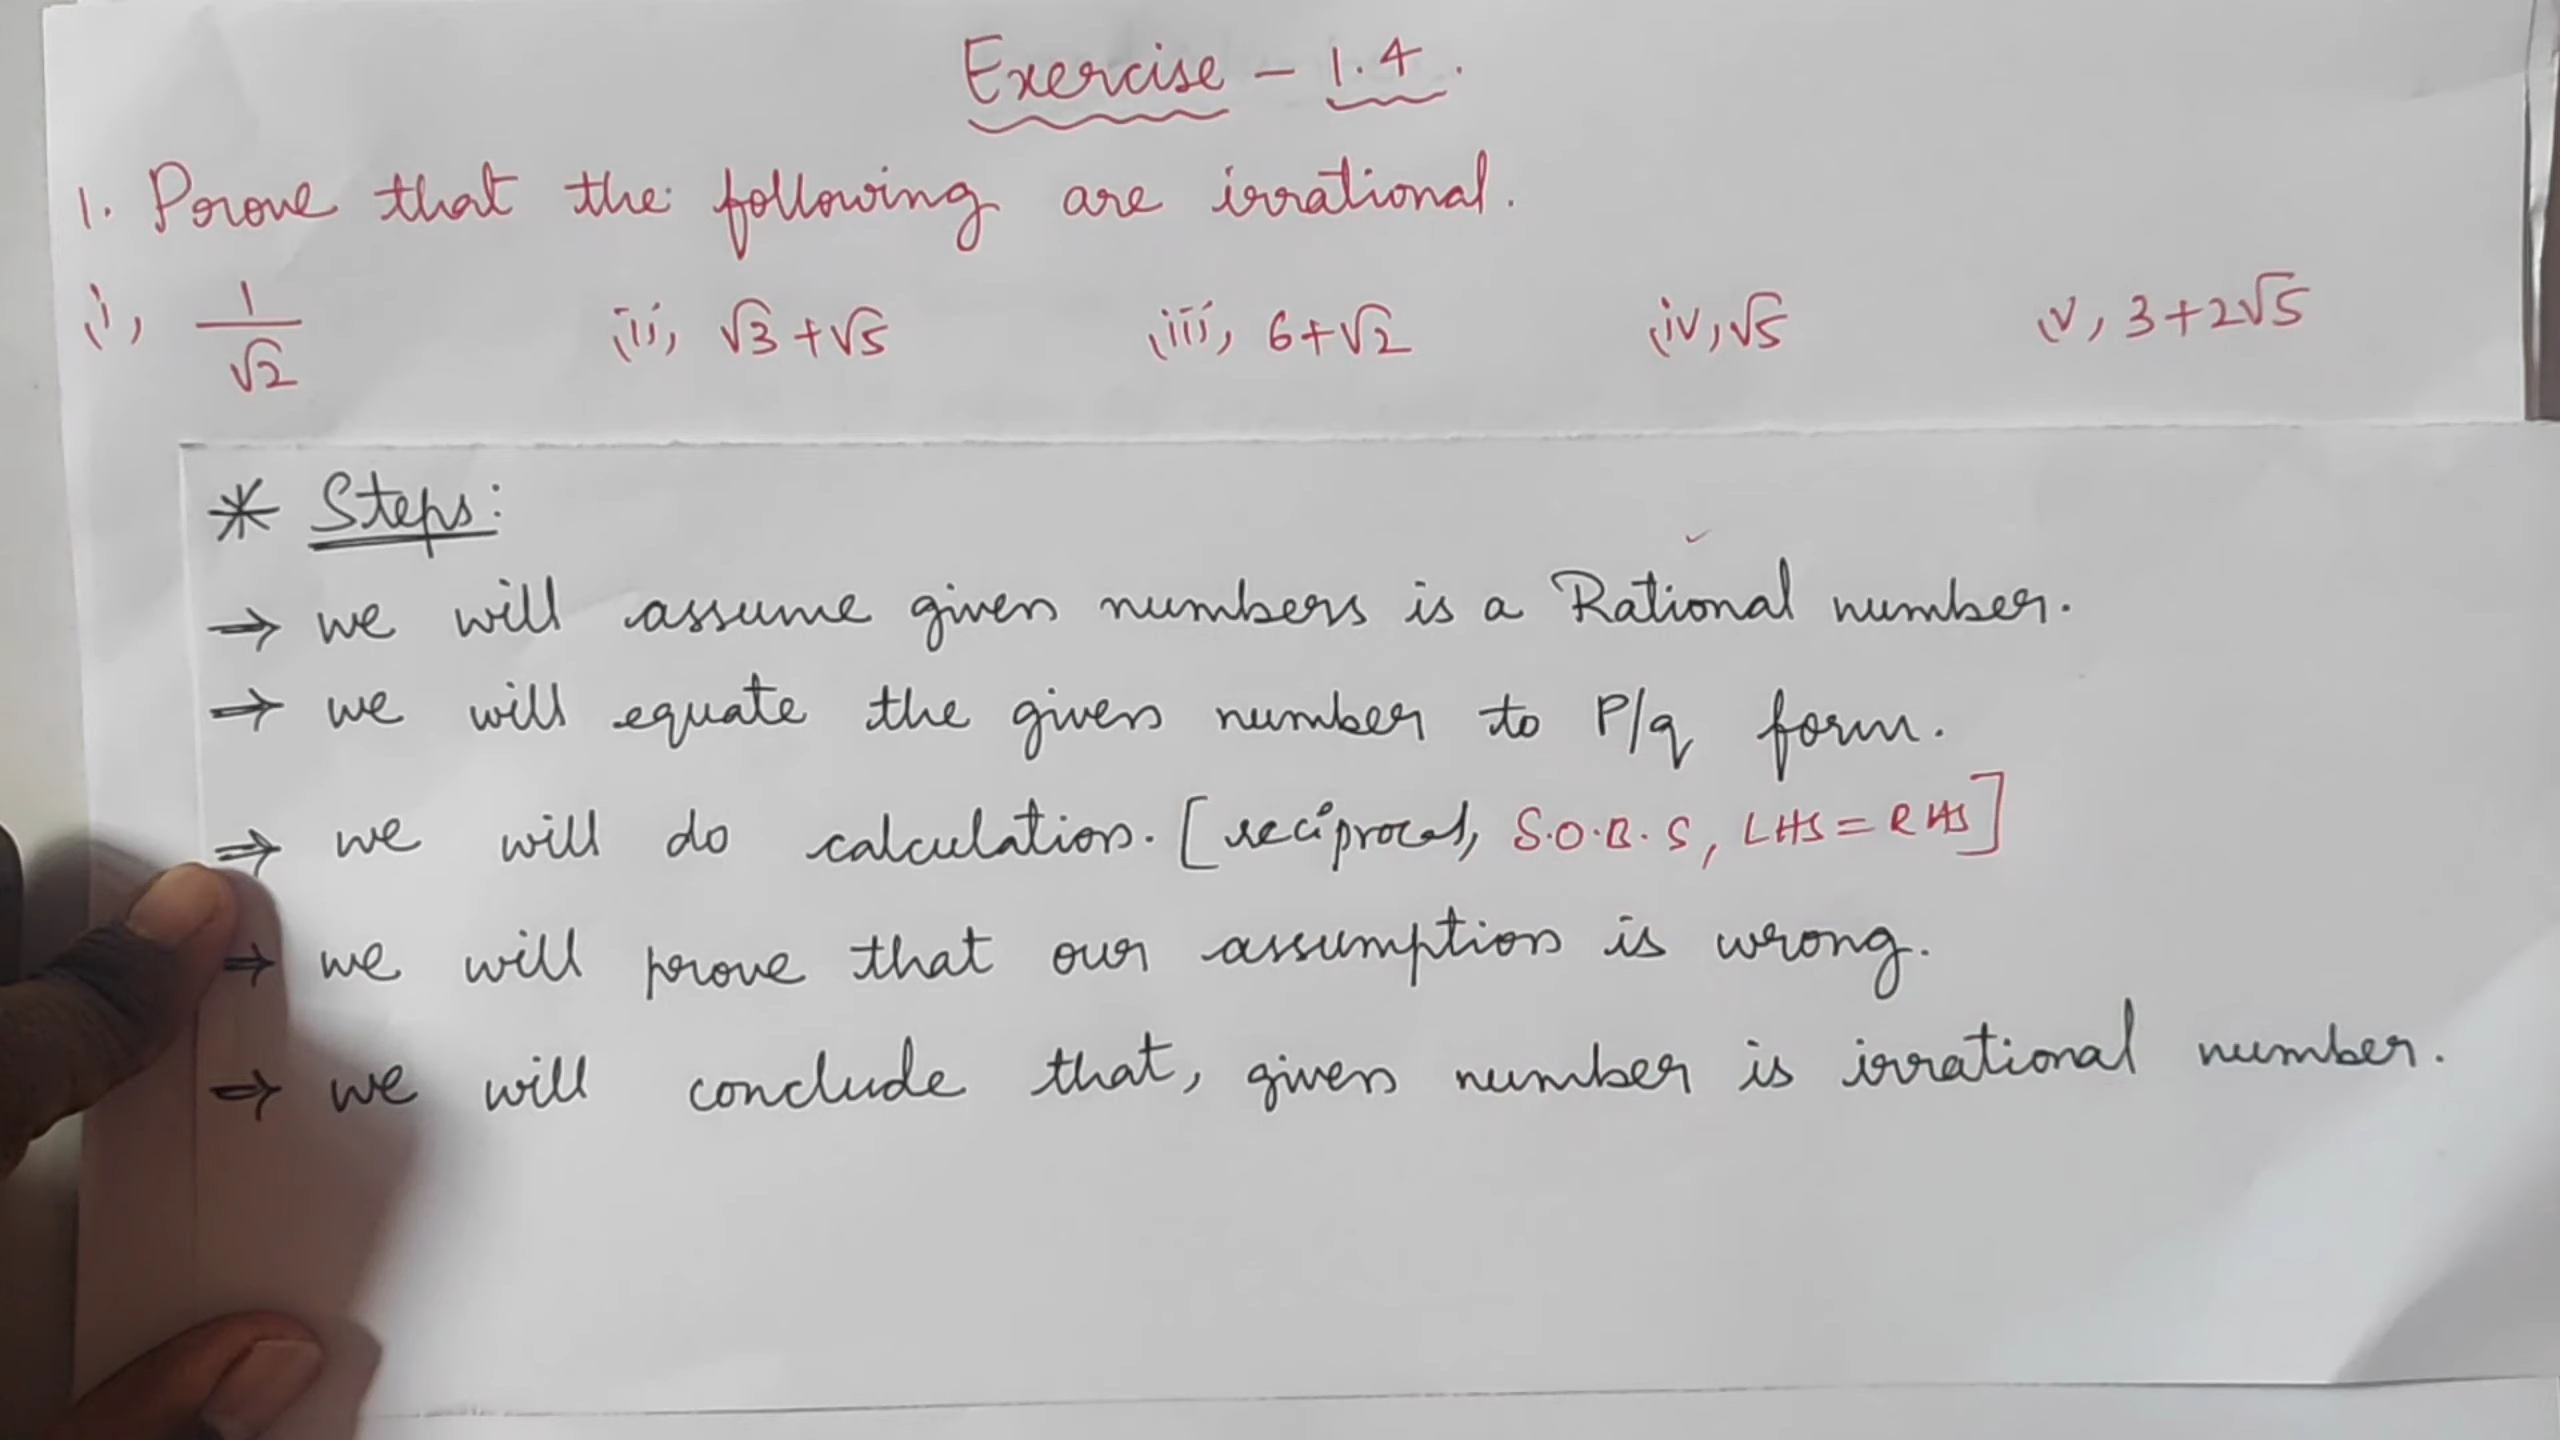 Exercise - 1.4.
1. Prove that the following are irrational.
(i, 1/√2 (ii, √3+√5 (iii, 6+√2 (iv, √5 (v, 3+2√5
* Steps:
→ we will assume given numbers is a Rational number.
→ we will equate the given number to P/q form.
→ we will do calculation. [reciprocal, S.O.B.S, LHS = RHS]
→ we will prove that our assumption is wrong.
→ we will conclude that, given number is irrational number.